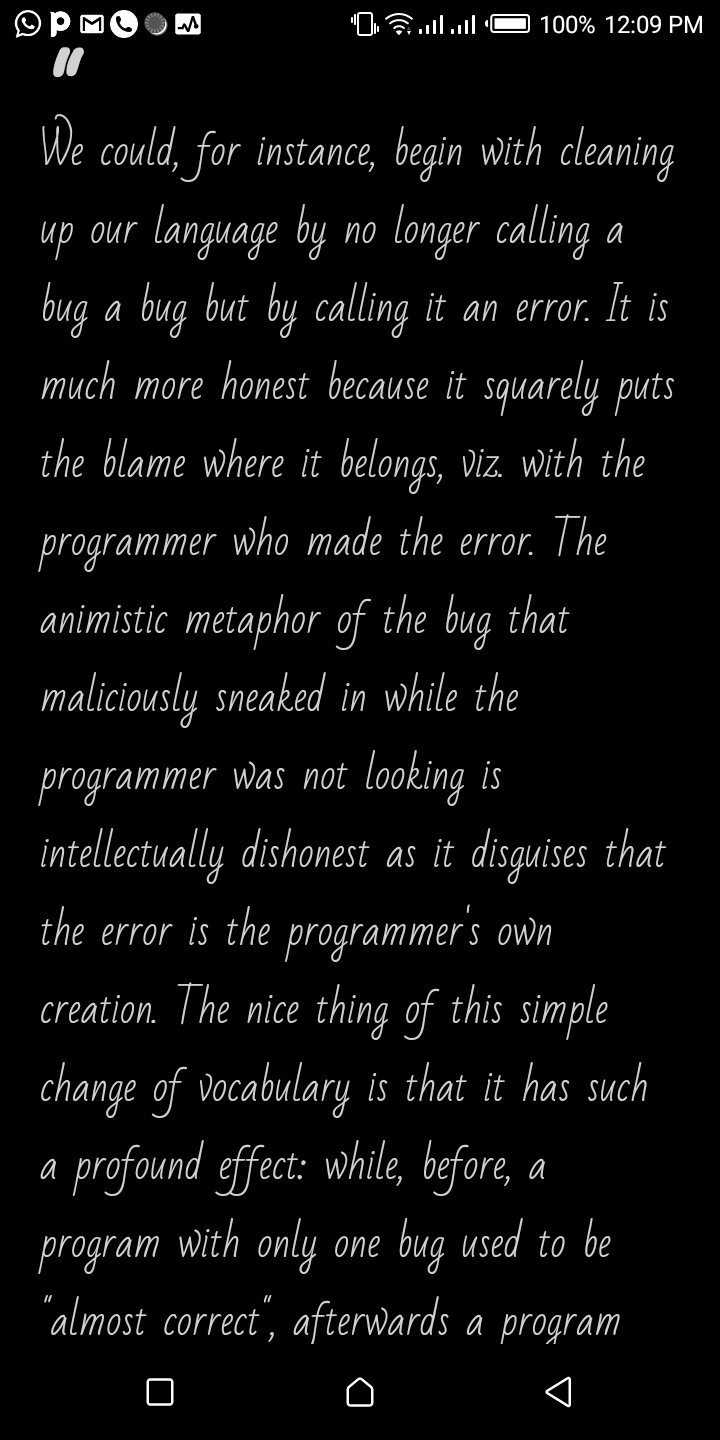 100% 12:09 PM
"
We could, for instance, begin with cleaning
up our language by no longer calling a
bug a bug but by calling it an error. It is
much more honest because it squarely puts
the blame where it belongs, viz. with the
programmer who made the error. The
animistic metaphor of the bug that
maliciously sneaked in while the
programmer was not looking is
intellectually dishonest as it disguises that
the error is the programmer's own
creation. The nice thing of this simple
change of vocabulary is that it has such
a profound effect: while, before, a
program with only one bug used to be
"almost correct", afterwards a program